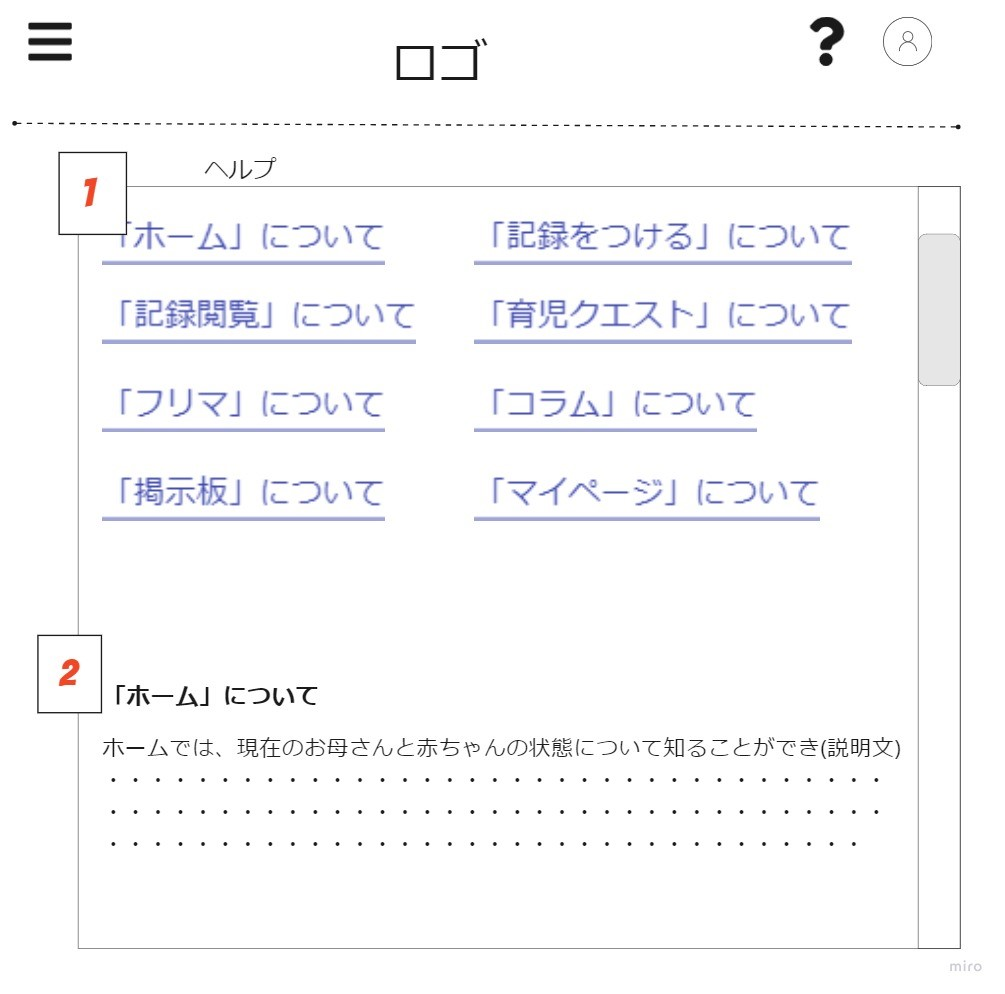 ロゴ
?
ヘルプ
1
「ホーム」について 「記録をつける」について
「記録閲覧」について 「育児クエスト」について
「フリマ」について 「コラム」について
「掲示板」について 「マイページ」について
2
「ホーム」について
ホームでは、現在のお母さんと赤ちゃんの状態について知ることができ(説明文)
・・・・・・・・・・・・・・・・・・・・・・・・・・・・・・・・・・・
・・・・・・・・・・・・・・・・・・・・・・・・・・・・・・・・・・・
・・・・・・・・・・・・・・・・・・・・・・・・・・・・・・・・・・
miro